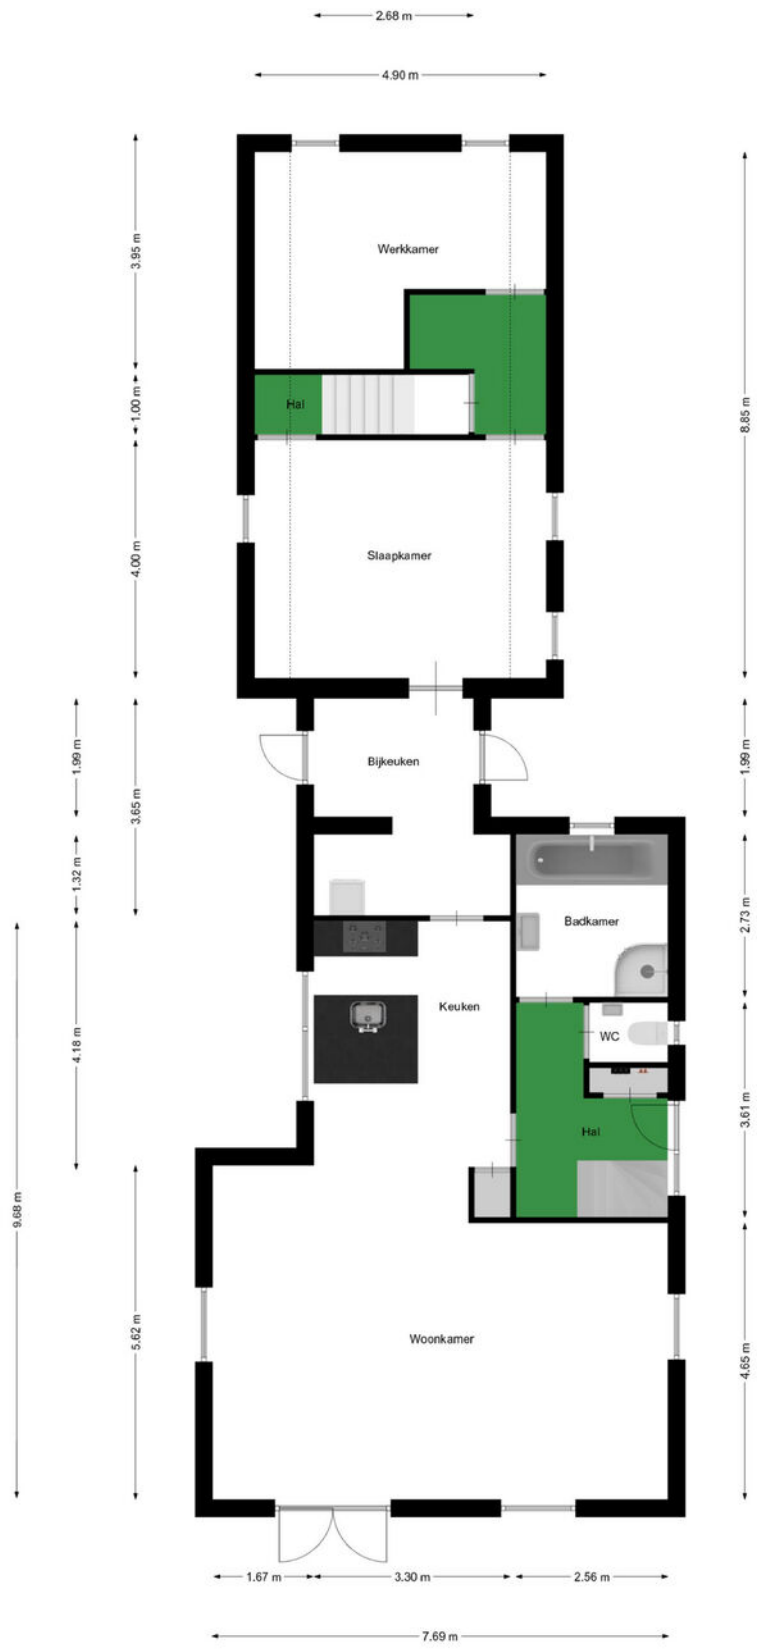 2.68 m
4.90 m
Werkkamer
3.95 m
Hal
1.00 m
8.85 m
Slaapkamer
4.00 m
Bijkeuken
1.99 m
3.65 m
1.99 m
1.32 m
Badkamer
2.73 m
Keuken
WC
4.18 m
Hal
3.61 m
9.68 m
Woonkamer
5.62 m
4.65 m
1.67 m
3.30 m
2.56 m
7.69 m